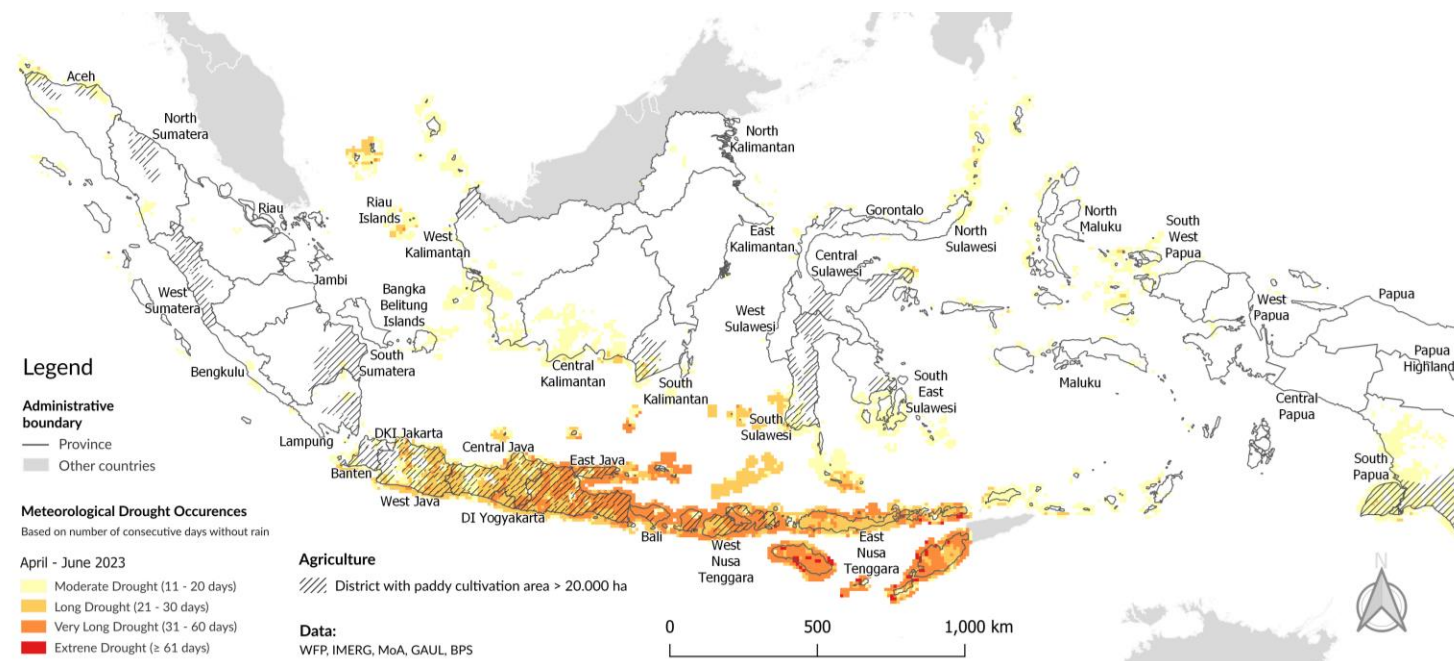 Aceh
North
Sumatera
Riau
Riau
Islands
West
Kalimantan
North
Kalimantan
East
Kalimantan
Gorontalo
North
Sulawesi
Central
Sulawesi
North
Maluku
South
West
Papua
West
Papua
Papua
Papua
Highland
West
Sumatera
Jambi
Bangka
Belitung
Islands
West
Sulawesi
Bengkulu
South
Sumatera
Central
Kalimantan
South
Kalimantan
South
Sulawesi
South
East
Sulawesi
Maluku
Central
Papua
South
Papua
Lampung
DKI Jakarta
Central Java
East Java
Banten
West Java
DI Yogyakarta
Bali
West
Nusa
Tenggara
East
Nusa
Tenggara
Legend
Administrative
boundary
Province
Other countries
Meteorological Drought Occurences
Based on number of consecutive days without rain
April - June 2023
Moderate Drought (11 - 20 days)
Long Drought (21 - 30 days)
Very Long Drought (31 - 60 days)
Extrene Drought (≥ 61 days)
Agriculture
District with paddy cultivation area > 20.000 ha
Data:
WFP, IMERG, MoA, GAUL, BPS
0 500 1,000 km
N